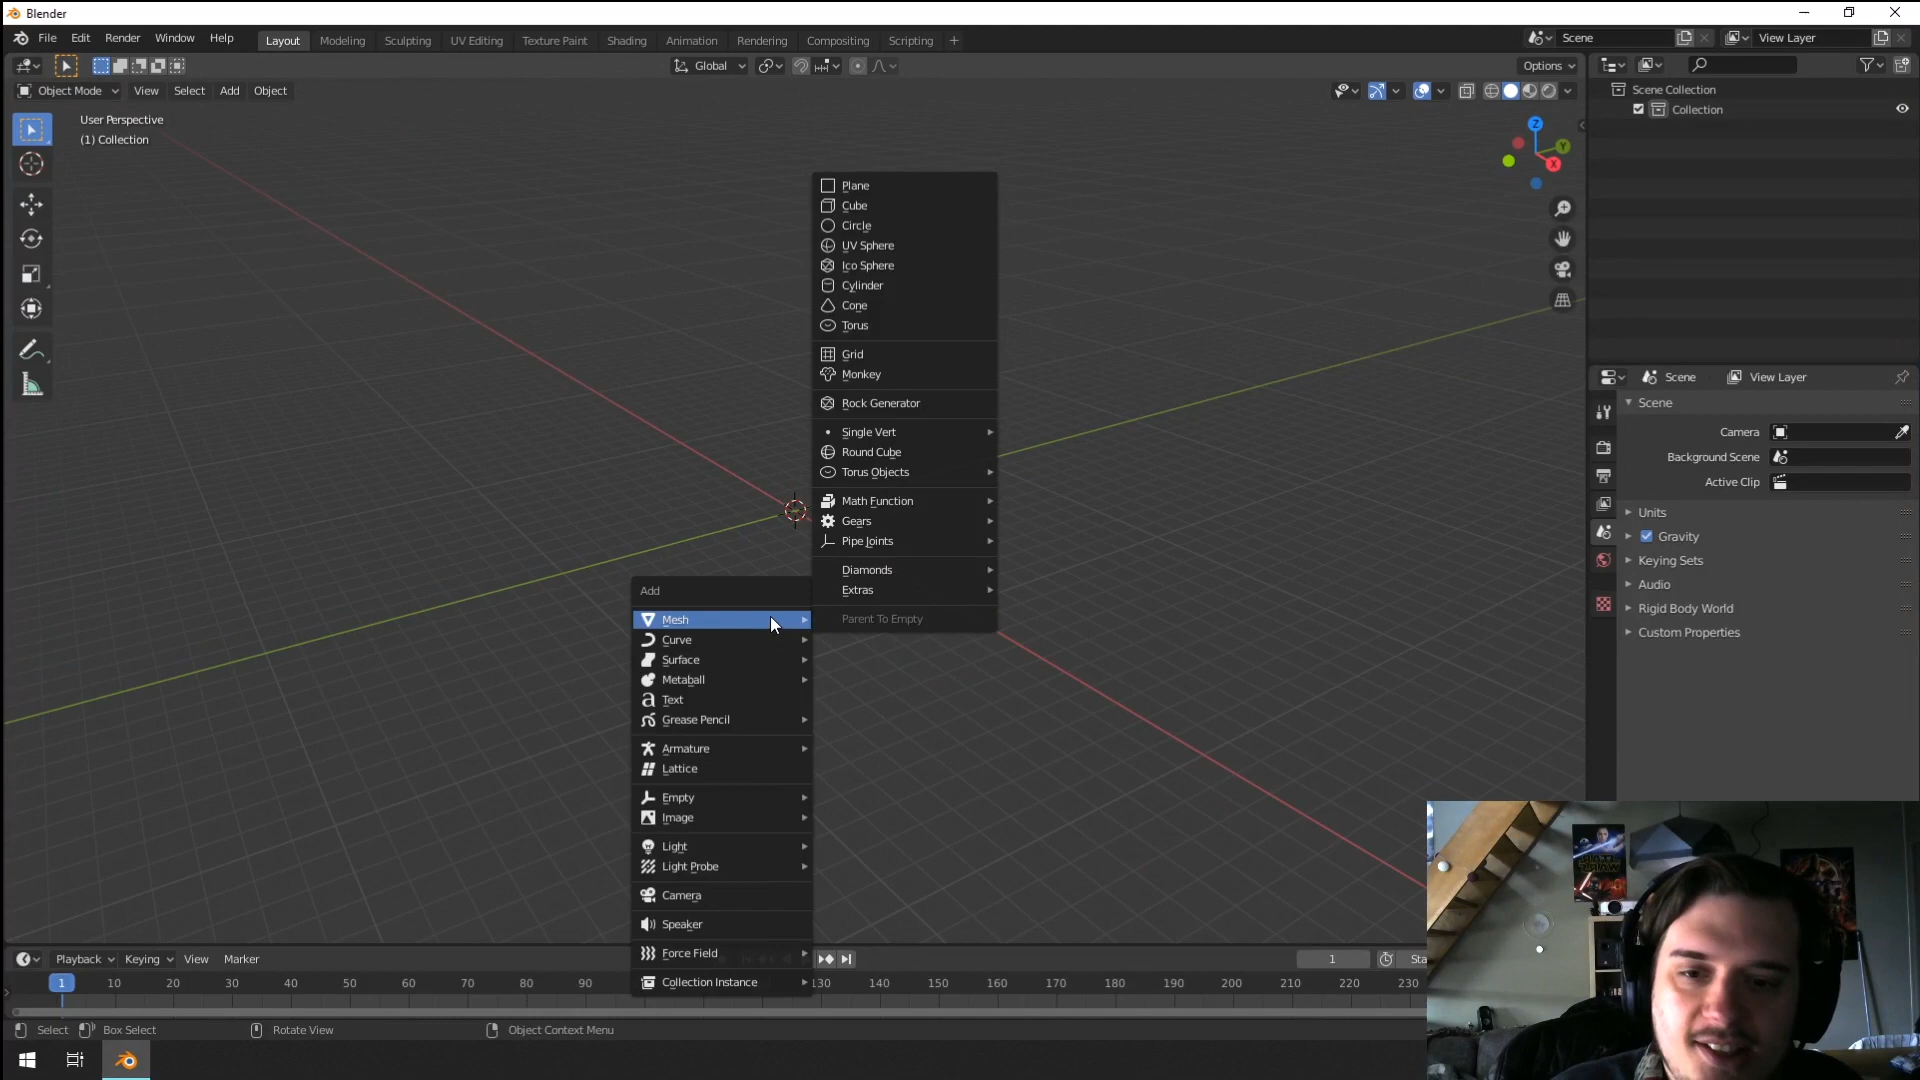 Blender
File Edit Render Window Help Layout Modeling Sculpting UV Editing Texture Paint Shading Animation Rendering Compositing Scripting + Scene View Layer
Global Options
Object Mode View Select Add Object
User Perspective
(1) Collection
Z
Y
X
Scene Collection
Collection
Plane
Cube
Circle
UV Sphere
Ico Sphere
Cylinder
Cone
Torus
Grid
Monkey
Rock Generator
Single Vert
Round Cube
Torus Objects
Math Function
Gears
Pipe Joints
Diamonds
Extras
Parent To Empty
Add
Mesh
Curve
Surface
Metaball
Text
Grease Pencil
Armature
Lattice
Empty
Image
Light
Light Probe
Camera
Speaker
Force Field
Collection Instance
Scene View Layer
Scene
Camera
Background Scene
Active Clip
Units
Gravity
Keying Sets
Audio
Rigid Body World
Custom Properties
Playback Keying View Marker 1 Sta
1 10 20 30 40 50 60 70 80 90 130 140 150 160 170 180 190 200 210 220 230
Select Box Select Rotate View Object Context Menu